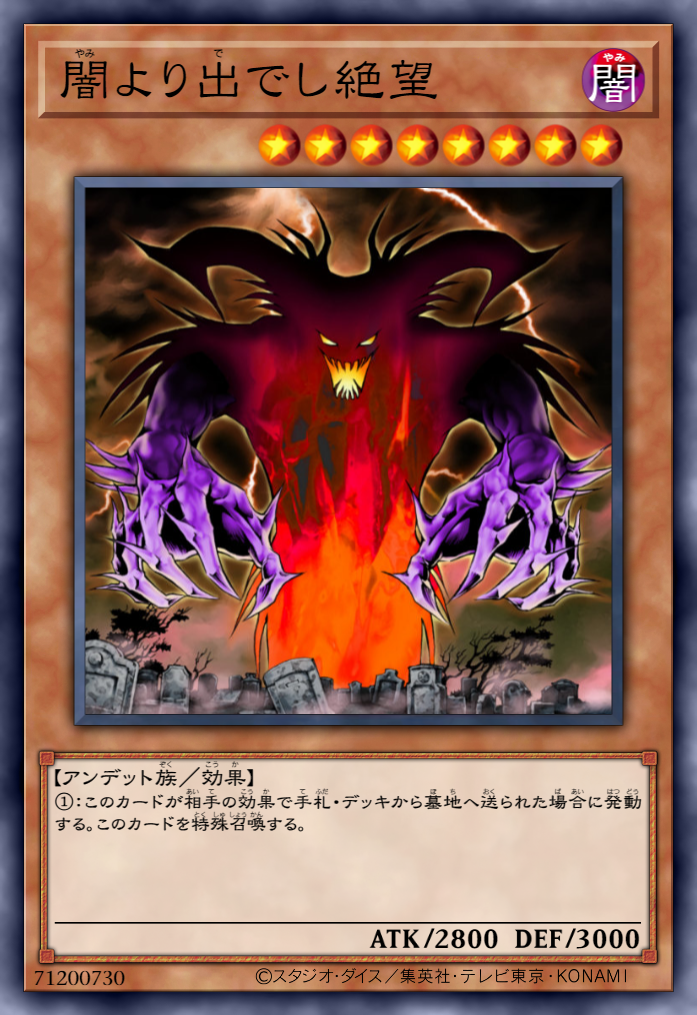 闇より出でし絶望
闇
【アンデット族／効果】
①：このカードが相手の効果で手札・デッキから墓地へ送られた場合に発動
する。このカードを特殊召喚する。
ATK/2800 DEF/3000
71200730 ©スタジオ・ダイス／集英社・テレビ東京・KONAMI